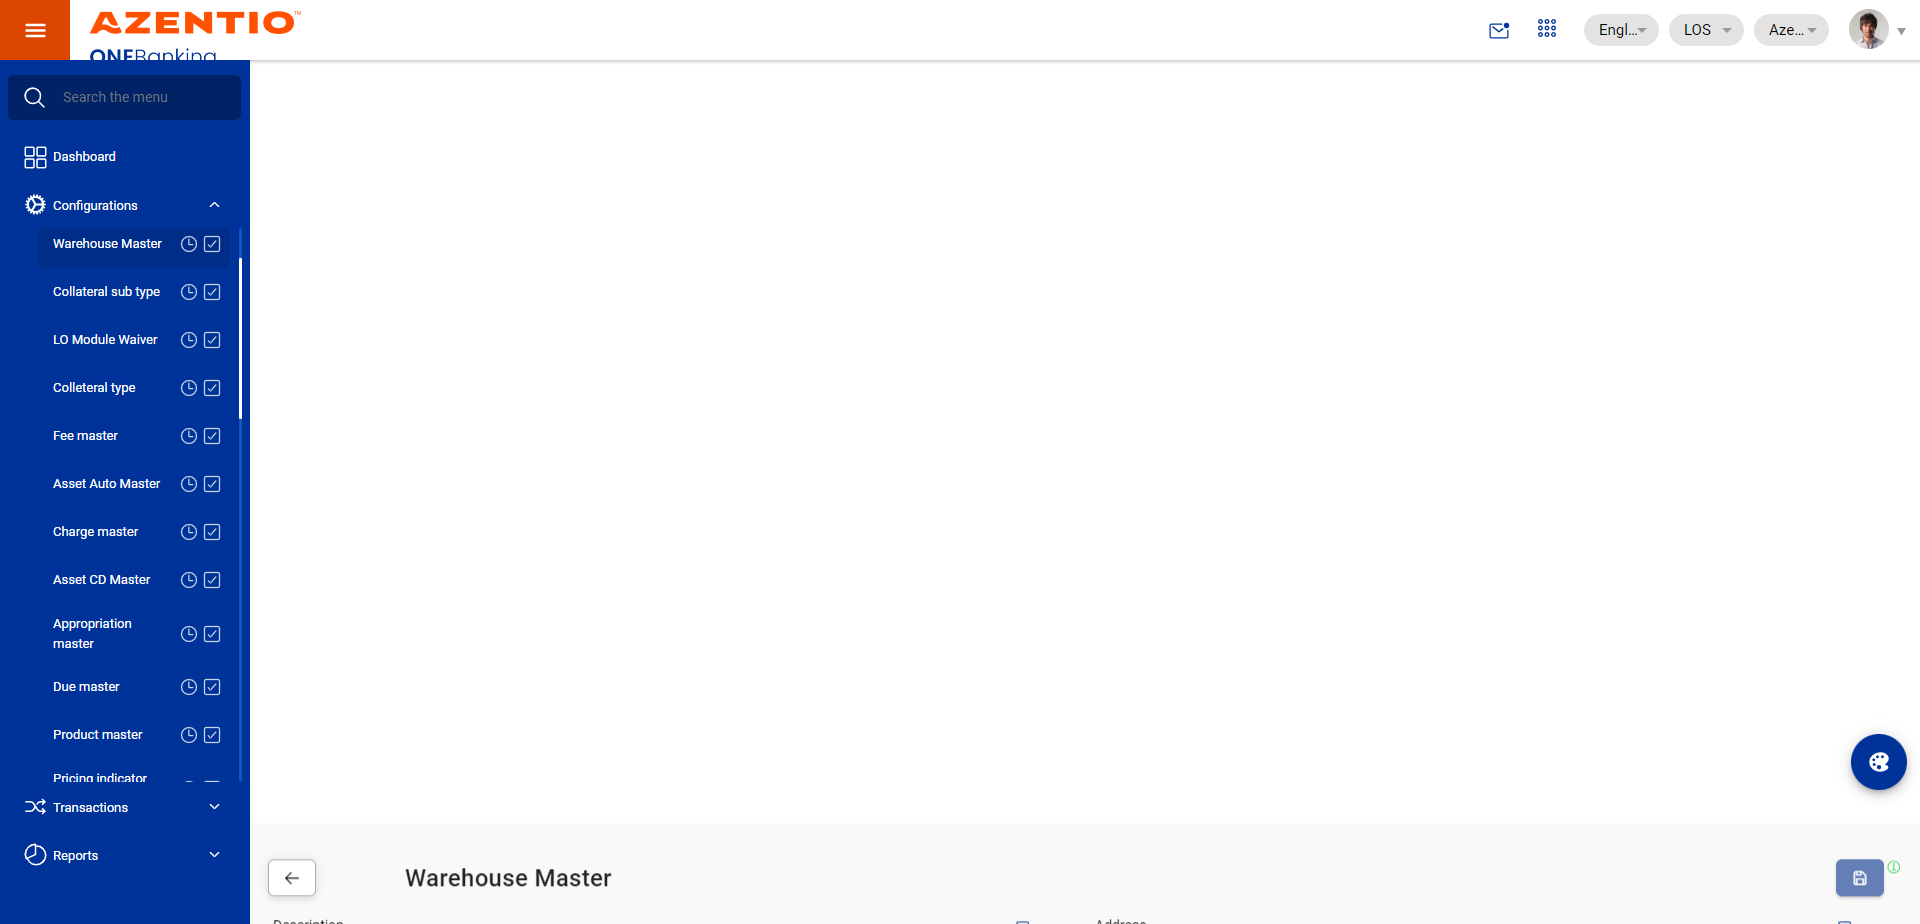 AZENTIO™
ONEBanking
Engl...
LOS
Aze...
Search the menu
Dashboard
Configurations
Warehouse Master
Collateral sub type
LO Module Waiver
Colleteral type
Fee master
Asset Auto Master
Charge master
Asset CD Master
Appropriation
master
Due master
Product master
Pricing indicator
Transactions
Reports
Warehouse Master
Description
Address